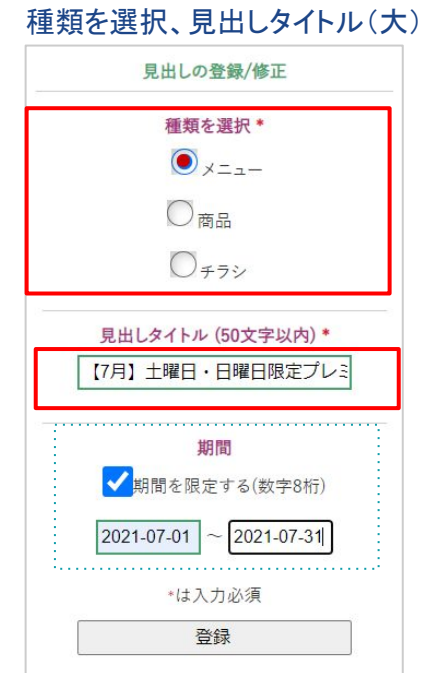 種類を選択、見出しタイトル(大)
見出しの登録/修正
種類を選択 *
メニュー
商品
チラシ
見出しタイトル (50文字以内) *
【7月】土曜日・日曜日限定プレミ
期間
期間を限定する(数字8桁)
2021-07-01 ～ 2021-07-31
*は入力必須
登録